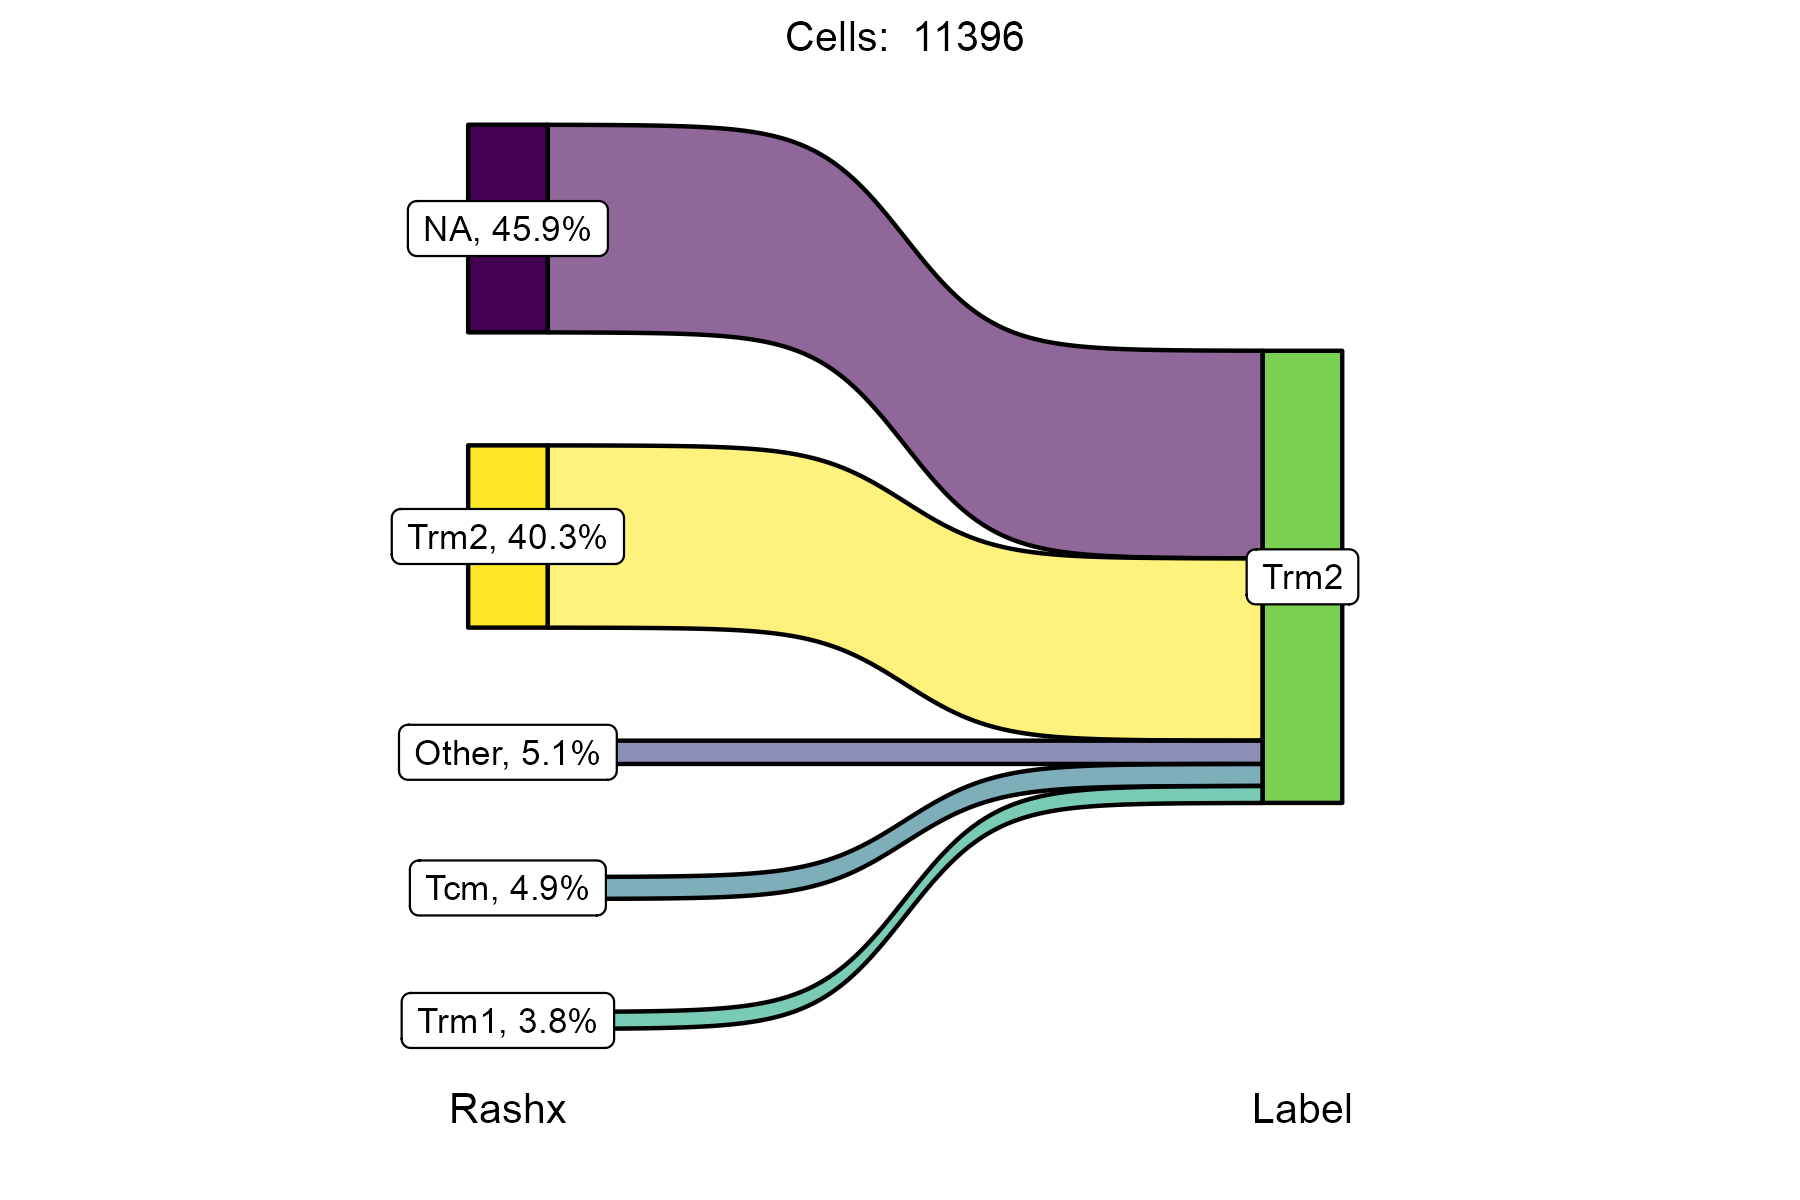 Cells:  11396
NA, 45.9%
Trm2, 40.3%
Trm2
Other, 5.1%
Tcm, 4.9%
Trm1, 3.8%
Rashx
Label